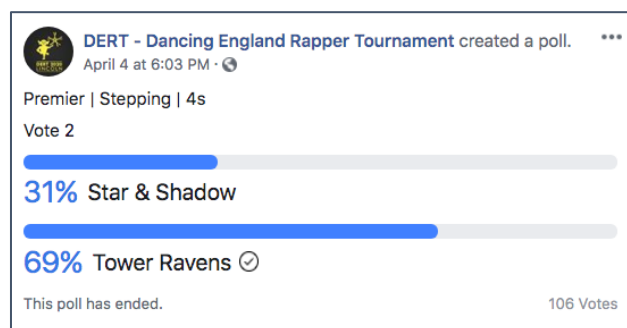 DERT - Dancing England Rapper Tournament created a poll.
April 4 at 6:03 PM ·
Premier | Stepping | 4s
Vote 2
31% Star & Shadow
69% Tower Ravens
This poll has ended. 106 Votes